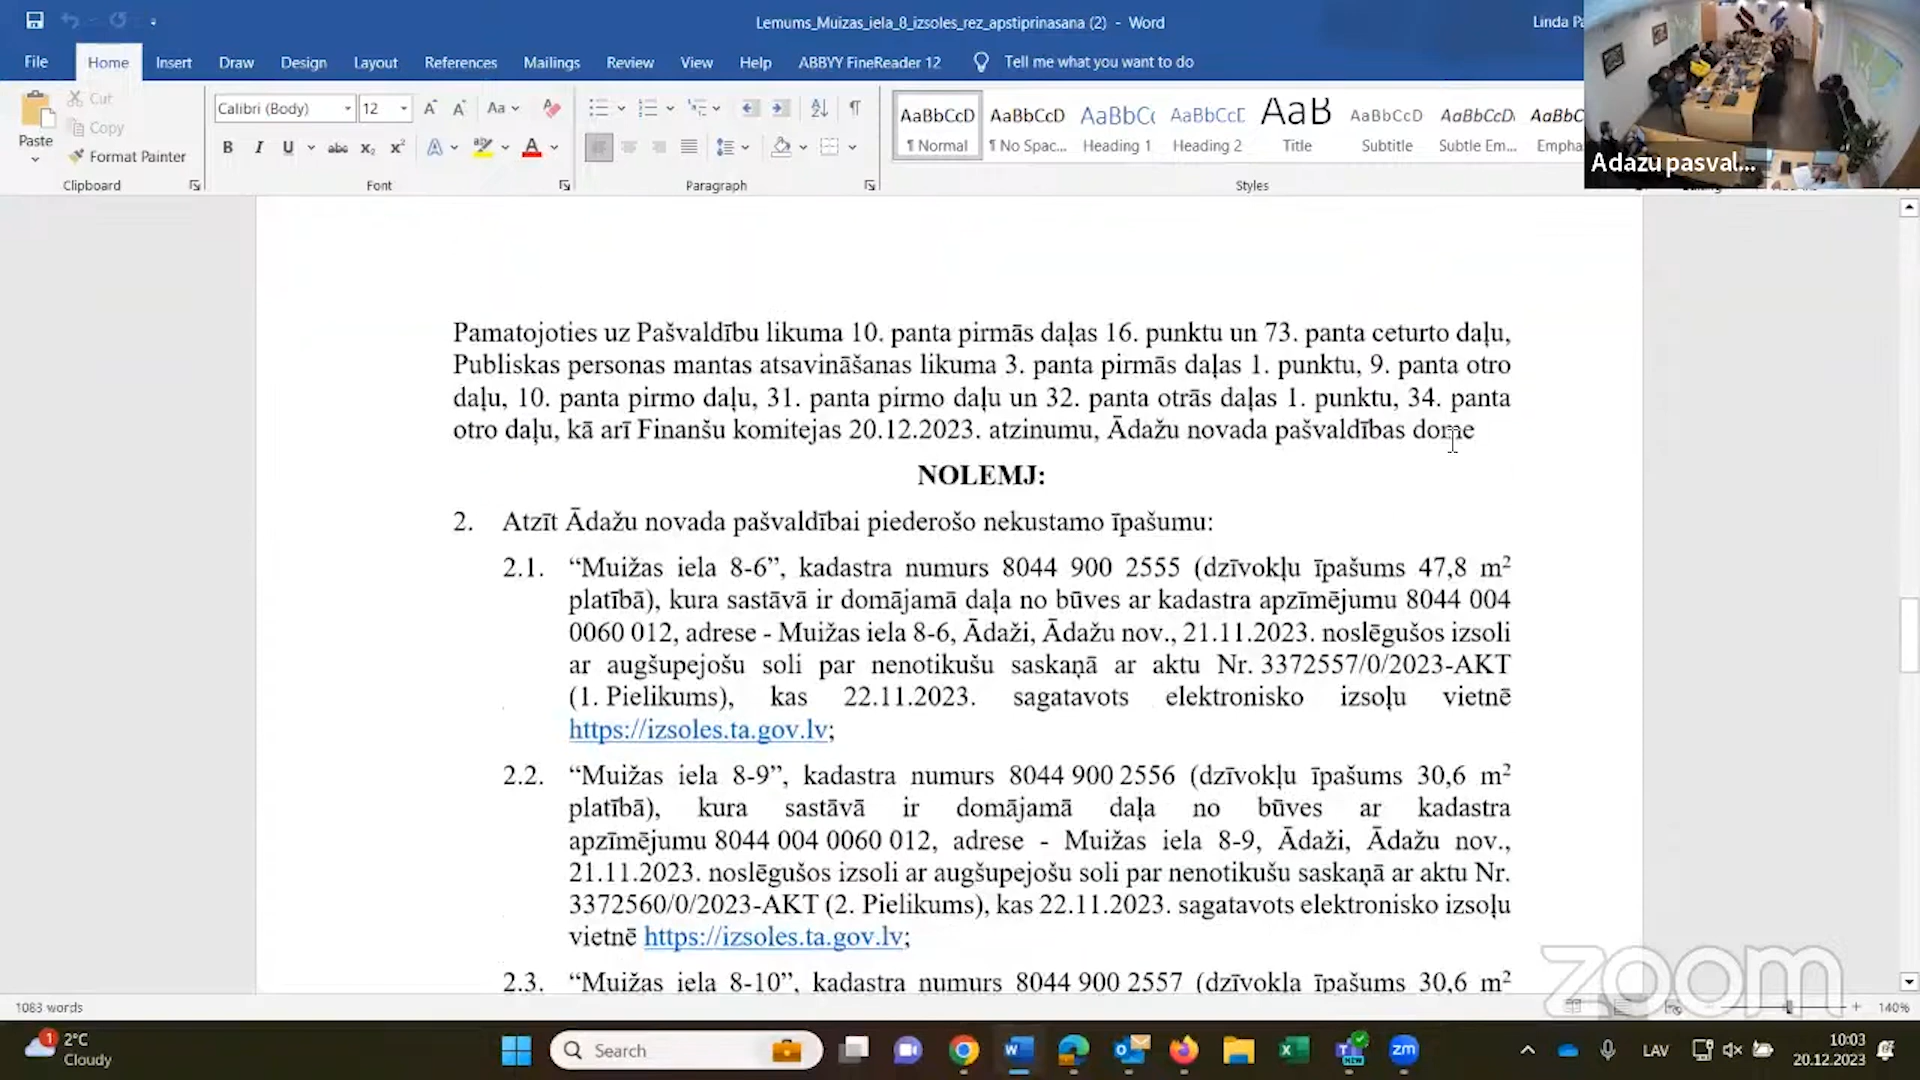 Lemums_Muizas_iela_8_izsoles_rez_apstiprinasana (2) - Word
Linda Pa
File Home Insert Draw Design Layout References Mailings Review View Help ABBYY FineReader 12 Tell me what you want to do
Paste
Cut
Copy
Format Painter
Clipboard
Calibri (Body) 12
Font
Paragraph
AaBbCcD AaBbCcD AaBbC AaBbCcD AaB AaBbCcD AaBbCcD AaBbC
¶ Normal ¶ No Spac... Heading 1 Heading 2 Title Subtitle Subtle Em... Empha
Styles
Adazu pasval...
Pamatojoties uz Pašvaldību likuma 10. panta pirmās daļas 16. punktu un 73. panta ceturto daļu,
Publiskas personas mantas atsavināšanas likuma 3. panta pirmās daļas 1. punktu, 9. panta otro
daļu, 10. panta pirmo daļu, 31. panta pirmo daļu un 32. panta otrās daļas 1. punktu, 34. panta
otro daļu, kā arī Finanšu komitejas 20.12.2023. atzinumu, Ādažu novada pašvaldības dome
NOLEMJ:
2. Atzīt Ādažu novada pašvaldībai piederošo nekustamo īpašumu:
2.1. “Muižas iela 8-6”, kadastra numurs 8044 900 2555 (dzīvokļu īpašums 47,8 m²
platībā), kura sastāvā ir domājamā daļa no būves ar kadastra apzīmējumu 8044 004
0060 012, adrese - Muižas iela 8-6, Ādaži, Ādažu nov., 21.11.2023. noslēgušos izsoli
ar augšupejošu soli par nenotikušu saskaņā ar aktu Nr. 3372557/0/2023-AKT
(1. Pielikums), kas 22.11.2023. sagatavots elektronisko izsoļu vietnē
https://izsoles.ta.gov.lv;
2.2. “Muižas iela 8-9”, kadastra numurs 8044 900 2556 (dzīvokļu īpašums 30,6 m²
platībā), kura sastāvā ir domājamā daļa no būves ar kadastra
apzīmējumu 8044 004 0060 012, adrese - Muižas iela 8-9, Ādaži, Ādažu nov.,
21.11.2023. noslēgušos izsoli ar augšupejošu soli par nenotikušu saskaņā ar aktu Nr.
3372560/0/2023-AKT (2. Pielikums), kas 22.11.2023. sagatavots elektronisko izsoļu
vietnē https://izsoles.ta.gov.lv;
2.3. “Muižas iela 8-10”, kadastra numurs 8044 900 2557 (dzīvokļa īpašums 30,6 m²
zoom
1083 words
140%
1
2°C
Cloudy
Search
LAV
10:03
20.12.2023